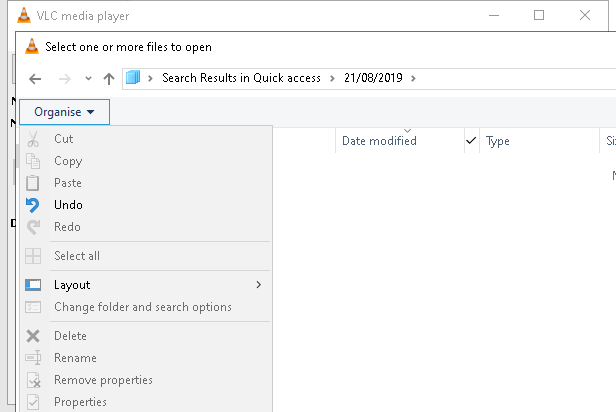 VLC media player
Select one or more files to open
Search Results in Quick access > 21/08/2019 >
Organise
Date modified Type
Cut
Copy
Paste
Undo
Redo
Select all
Layout
Change folder and search options
Delete
Rename
Remove properties
Properties